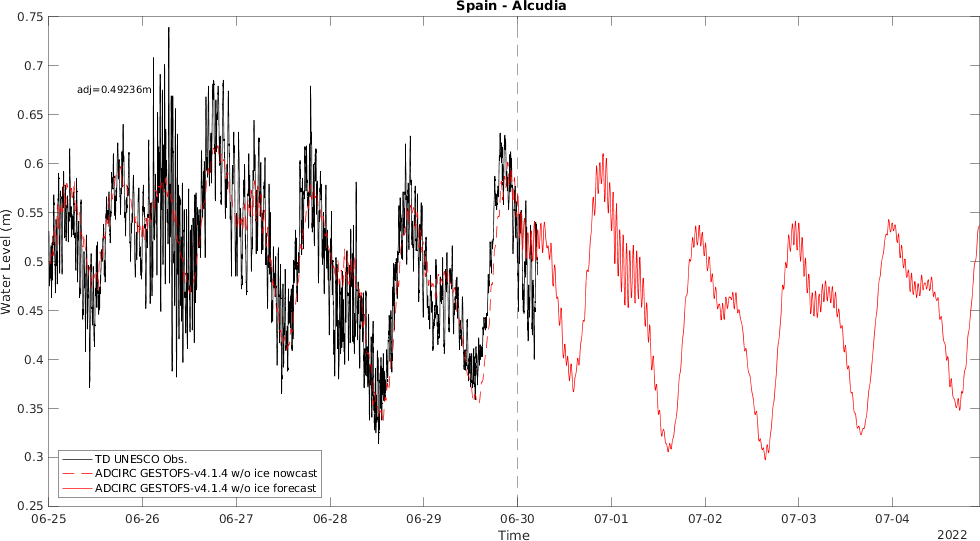 Spain - Alcudia
0.75
0.7
0.65
0.6
0.55
0.5
0.45
0.4
0.35
0.3
0.25
Water Level (m)
adj=0.49236m
TD UNESCO Obs.
ADCIRC GESTOFS-v4.1.4 w/o ice nowcast
ADCIRC GESTOFS-v4.1.4 w/o ice forecast
06-25 06-26 06-27 06-28 06-29 06-30 07-01 07-02 07-03 07-04
Time
2022